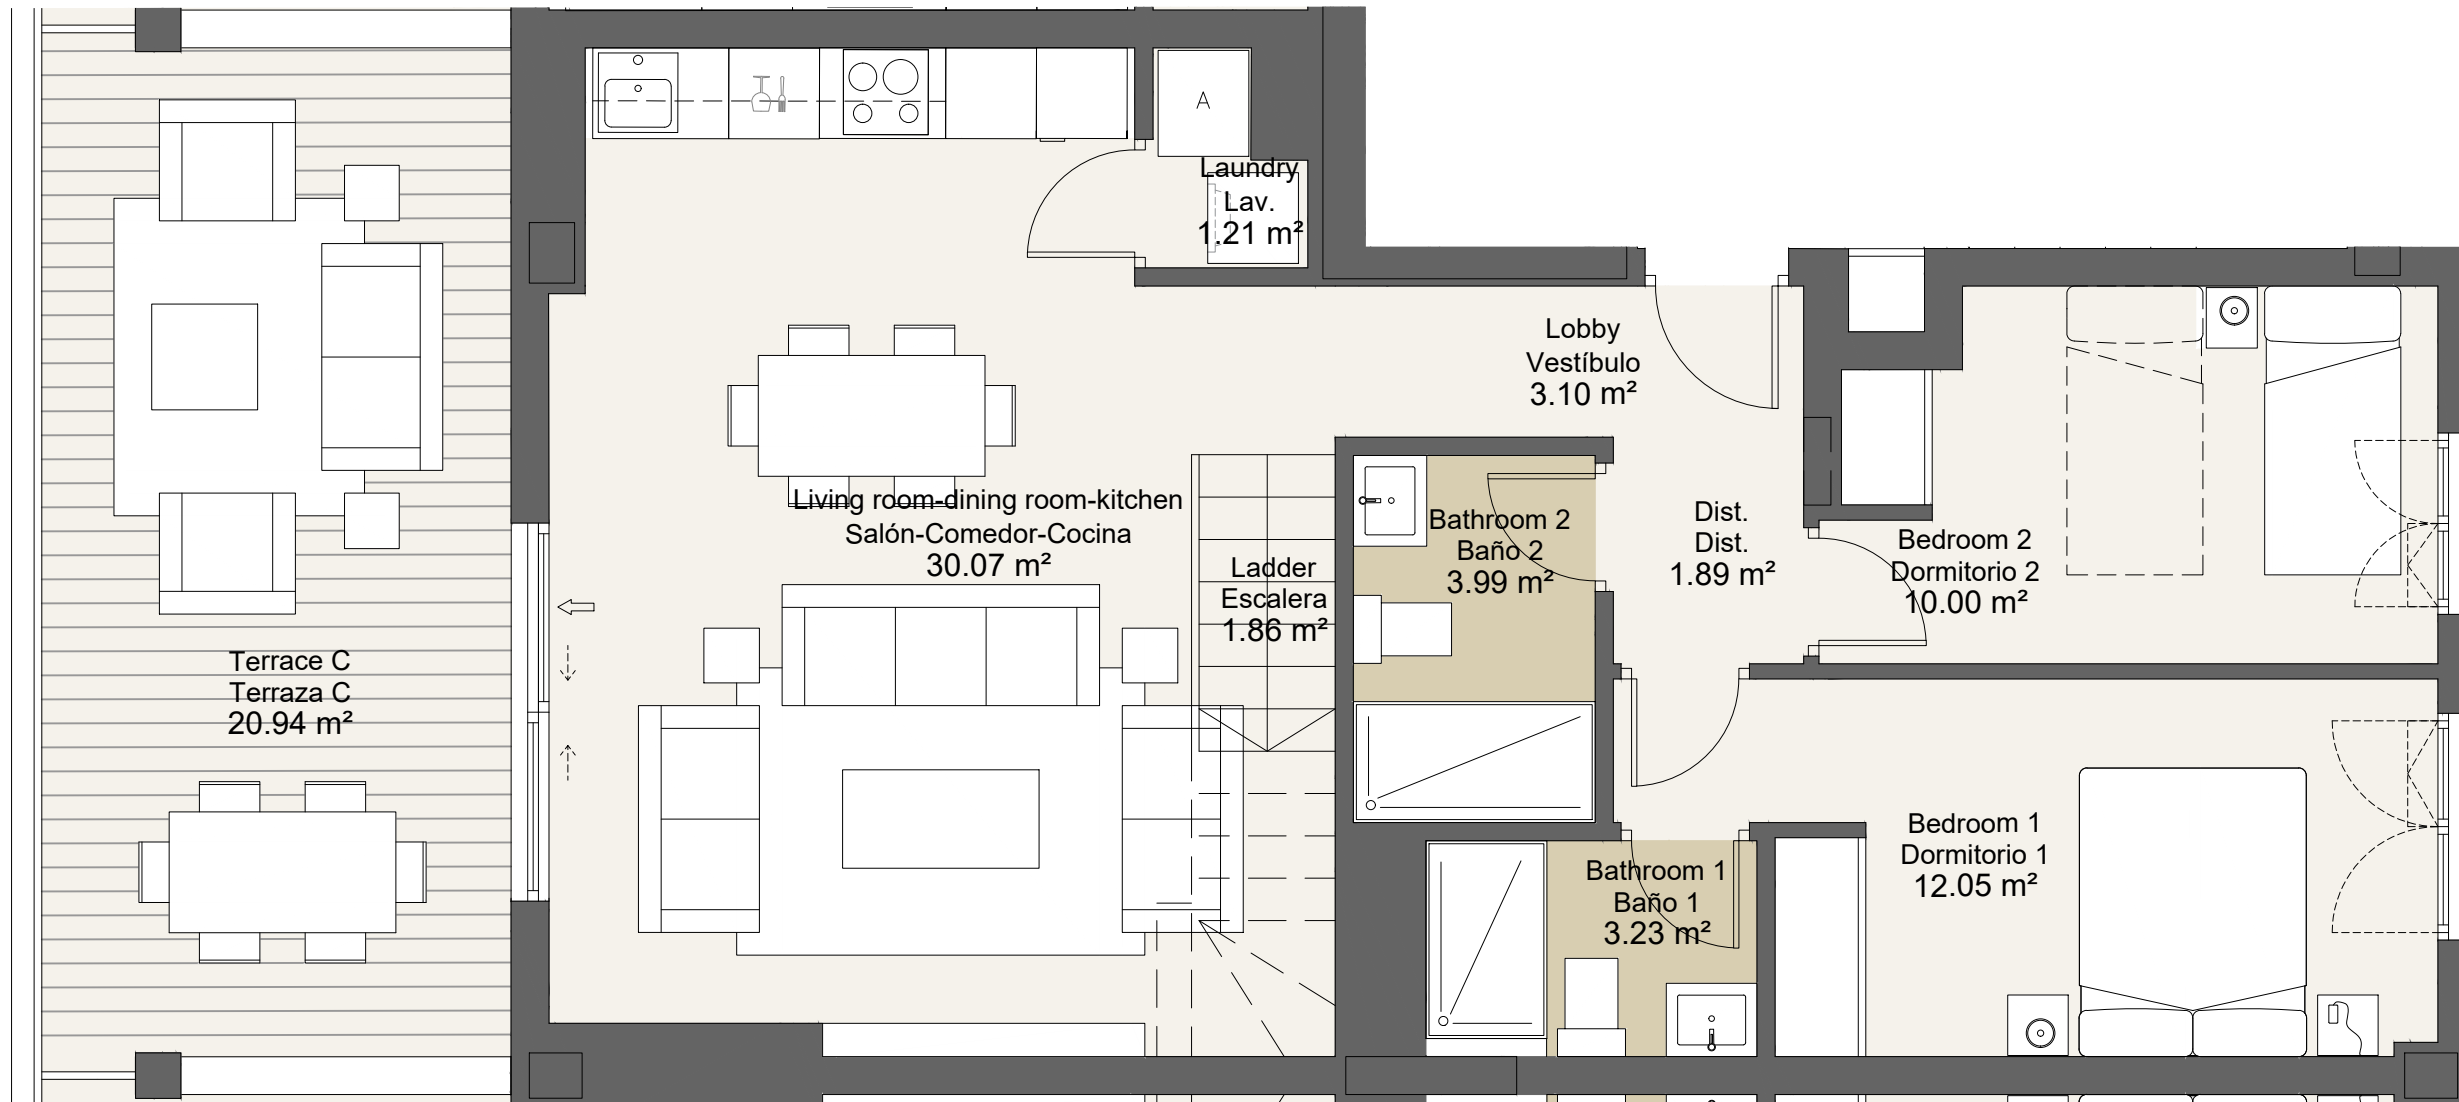 A
Laundry
Lav.
1.21 m²
Lobby
Vestíbulo
3.10 m²
Living room-dining room-kitchen
Salón-Comedor-Cocina
30.07 m²
Ladder
Escalera
1.86 m²
Bathroom 2
Baño 2
3.99 m²
Dist.
Dist.
1.89 m²
Bedroom 2
Dormitorio 2
10.00 m²
Terrace C
Terraza C
20.94 m²
Bathroom 1
Baño 1
3.23 m²
Bedroom 1
Dormitorio 1
12.05 m²